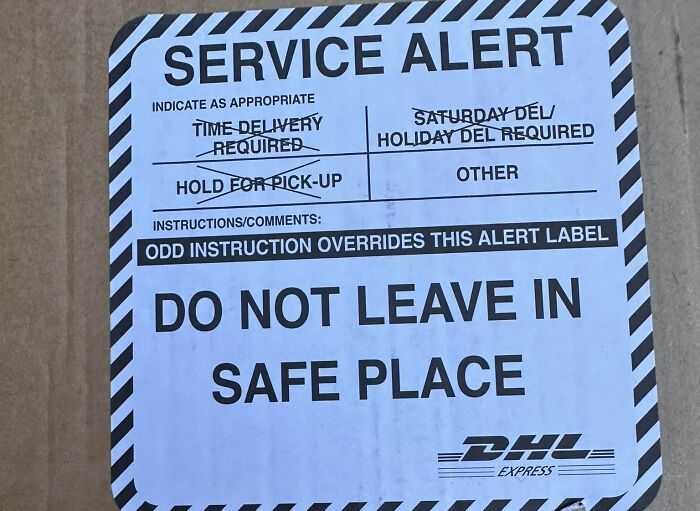 SERVICE ALERT
INDICATE AS APPROPRIATE
TIME DELIVERY
REQUIRED
SATURDAY DEL/
HOLIDAY DEL REQUIRED
HOLD FOR PICK-UP
OTHER
INSTRUCTIONS/COMMENTS:
ODD INSTRUCTION OVERRIDES THIS ALERT LABEL
DO NOT LEAVE IN
SAFE PLACE
DHL
EXPRESS